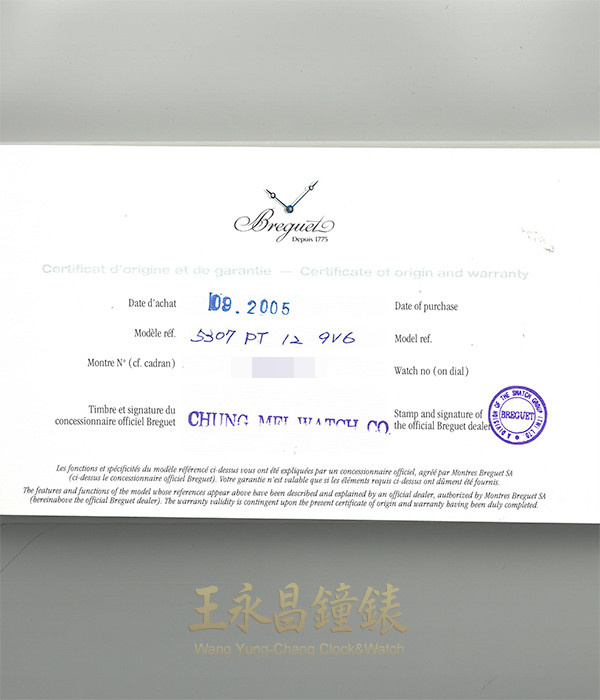 Breguet
Depuis 1775
Certificat d'origine et de garantie — Certificate of origin and warranty
Date d'achat 09.2005 Date of purchase
Modèle réf. 5307 PT 12 9V6 Model ref.
Montre N° (cf. cadran) Watch no (on dial)
Timbre et signature du
concessionnaire officiel Breguet
CHUNG MEI WATCH CO.
Stamp and signature of
the official Breguet dealer
A DIVISION OF THE SWATCH GROUP LTD
BREGUET
Les fonctions et spécificités du modèle référencé ci-dessus vous ont été expliquées par un concessionnaire officiel, agréé par Montres Breguet SA
(ci-dessus le concessionnaire officiel Breguet). Votre garantie n'est valable que si les éléments requis ci-dessus ont dûment été fournis.
The features and functions of the model whose references appear above have been described and explained by an official dealer, authorized by Montres Breguet SA
(hereinabove the official Breguet dealer). The warranty validity is contingent upon the present certificate of origin and warranty having been duly completed.
王永昌鐘錶
Wang Yung-Chang Clock&Watch